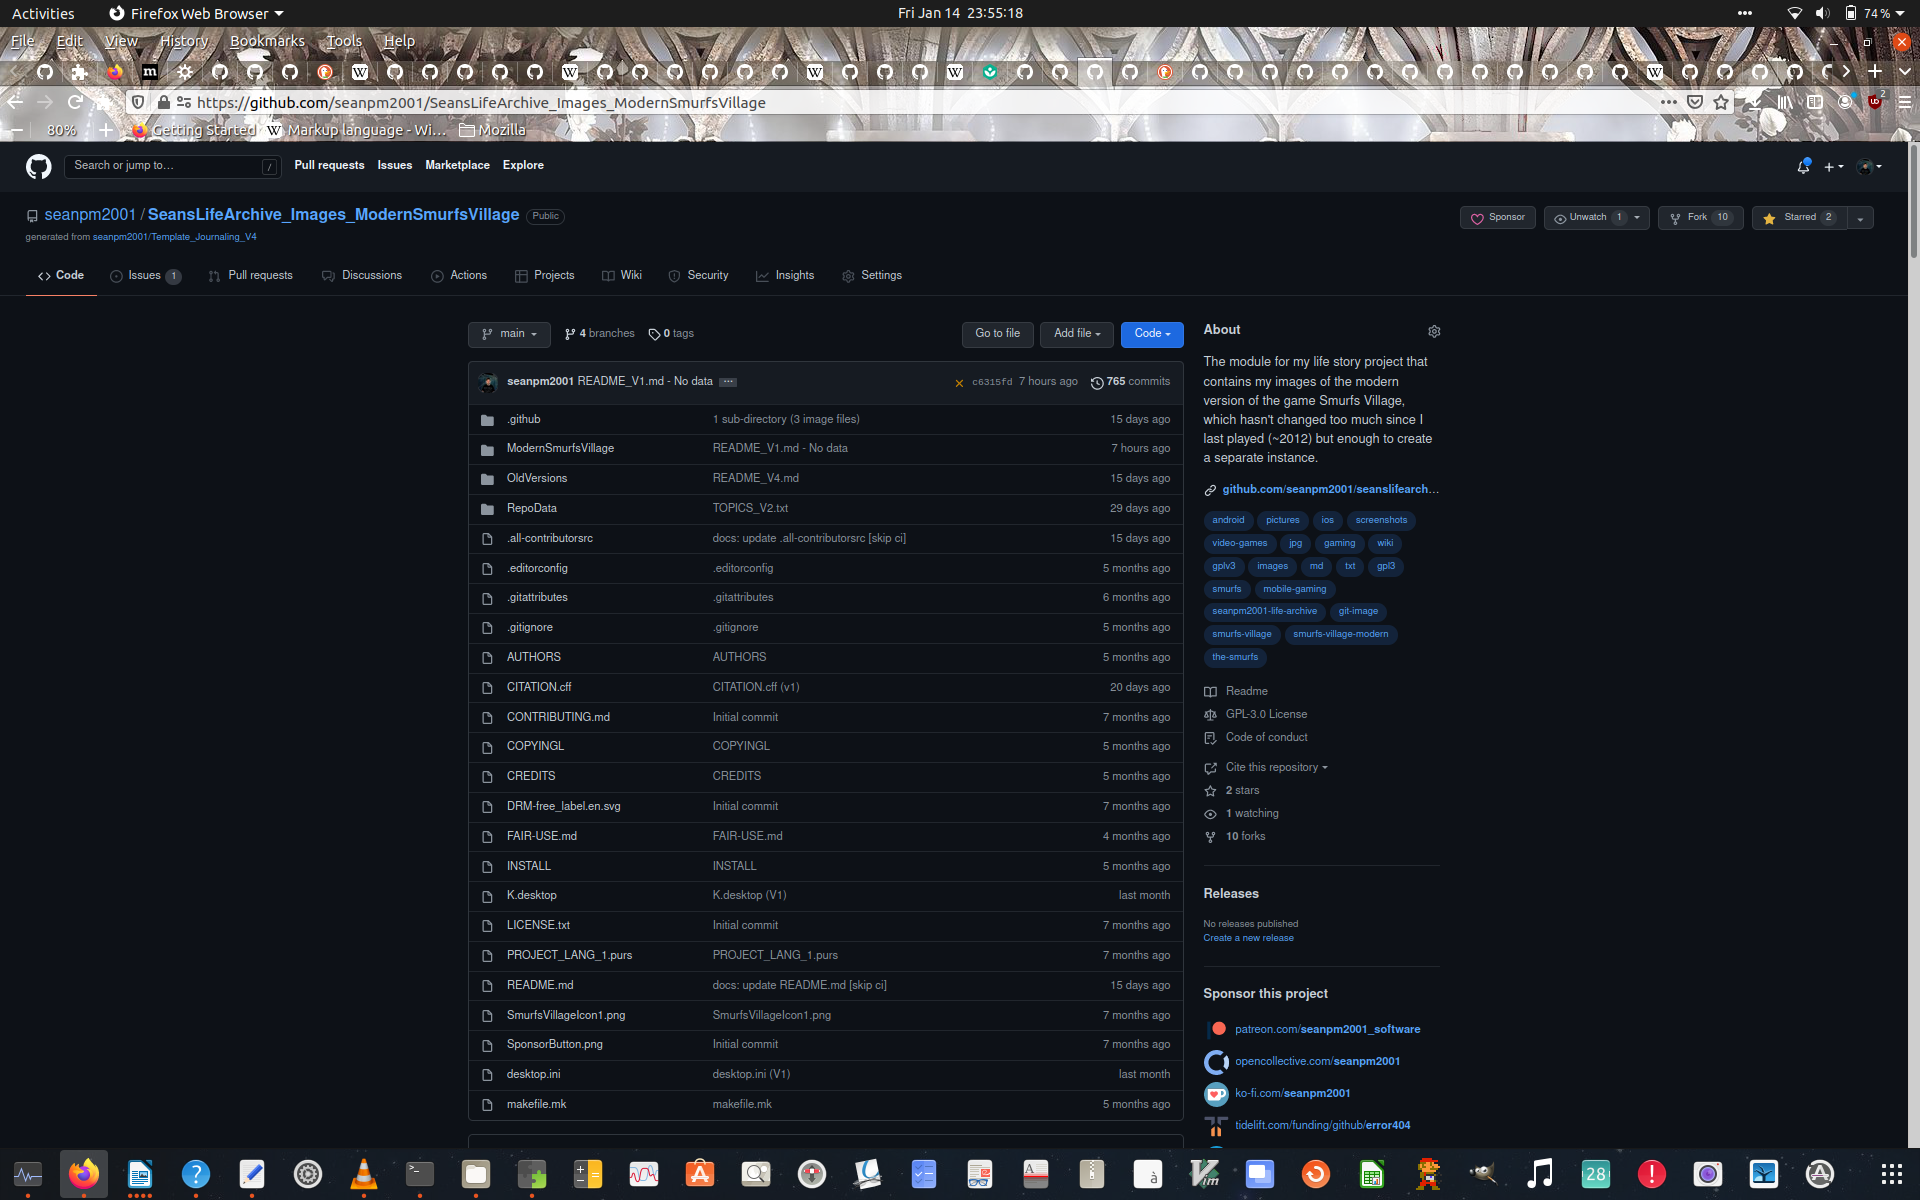 Activities Firefox Web Browser Fri Jan 14 23:55:18 74%
File Edit View History Bookmarks Tools Help
https://github.com/seanpm2001/SeansLifeArchive_Images_ModernSmurfsVillage
80% Getting Started Markup language - Wi… Mozilla
Search or jump to… / Pull requests Issues Marketplace Explore
seanpm2001 / SeansLifeArchive_Images_ModernSmurfsVillage Public
Sponsor Unwatch 1 Fork 10 Starred 2
generated from seanpm2001/Template_Journaling_V4
Code Issues 1 Pull requests Discussions Actions Projects Wiki Security Insights Settings
main 4 branches 0 tags Go to file Add file Code
seanpm2001 README_V1.md - No data ... c6315fd 7 hours ago 765 commits
.github 1 sub-directory (3 image files) 15 days ago
ModernSmurfsVillage README_V1.md - No data 7 hours ago
OldVersions README_V4.md 15 days ago
RepoData TOPICS_V2.txt 29 days ago
.all-contributorsrc docs: update .all-contributorsrc [skip ci] 15 days ago
.editorconfig .editorconfig 5 months ago
.gitattributes .gitattributes 6 months ago
.gitignore .gitignore 5 months ago
AUTHORS AUTHORS 5 months ago
CITATION.cff CITATION.cff (v1) 20 days ago
CONTRIBUTING.md Initial commit 7 months ago
COPYINGL COPYINGL 5 months ago
CREDITS CREDITS 5 months ago
DRM-free_label.en.svg Initial commit 7 months ago
FAIR-USE.md FAIR-USE.md 4 months ago
INSTALL INSTALL 5 months ago
K.desktop K.desktop (V1) last month
LICENSE.txt Initial commit 7 months ago
PROJECT_LANG_1.purs PROJECT_LANG_1.purs 7 months ago
README.md docs: update README.md [skip ci] 15 days ago
SmurfsVillageIcon1.png SmurfsVillageIcon1.png 7 months ago
SponsorButton.png Initial commit 7 months ago
desktop.ini desktop.ini (V1) last month
makefile.mk makefile.mk 5 months ago
About
The module for my life story project that
contains my images of the modern
version of the game Smurfs Village,
which hasn't changed too much since I
last played (~2012) but enough to create
a separate instance.
github.com/seanpm2001/seanslifearch…
android pictures ios screenshots
video-games jpg gaming wiki
gplv3 images md txt gpl3
smurfs mobile-gaming
seanpm2001-life-archive git-image
smurfs-village smurfs-village-modern
the-smurfs
Readme
GPL-3.0 License
Code of conduct
Cite this repository
2 stars
1 watching
10 forks
Releases
No releases published
Create a new release
Sponsor this project
patreon.com/seanpm2001_software
opencollective.com/seanpm2001
ko-fi.com/seanpm2001
tidelift.com/funding/github/error404
28